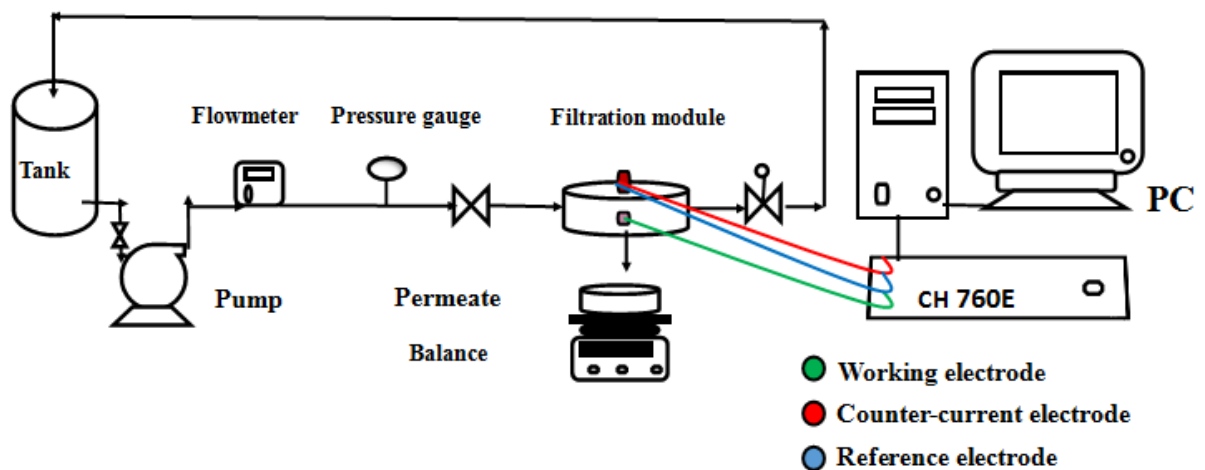 Flowmeter
Pressure gauge
Filtration module
Tank
PC
Pump
Permeate
Balance
CH 760E
Working electrode
Counter-current electrode
Reference electrode